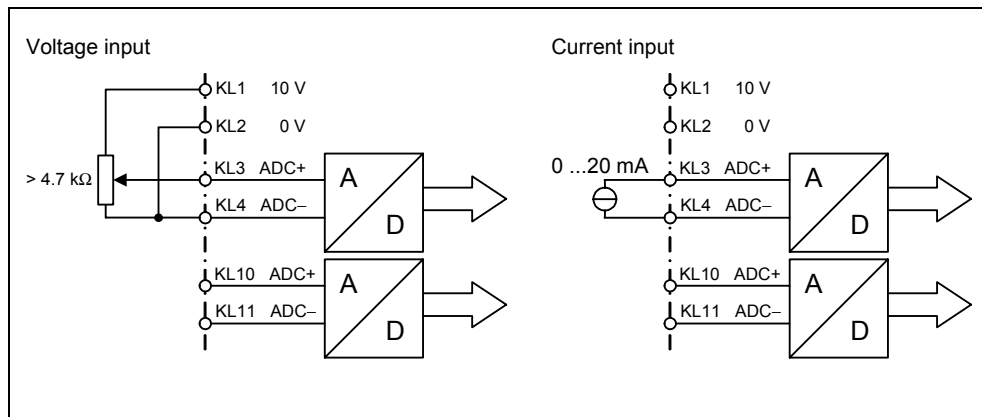 Voltage input
KL1 10 V
KL2 0 V
> 4.7 kΩ
KL3 ADC+
KL4 ADC–
A
D
KL10 ADC+
KL11 ADC–
A
D
Current input
KL1 10 V
KL2 0 V
0 ...20 mA
KL3 ADC+
KL4 ADC–
A
D
KL10 ADC+
KL11 ADC–
A
D